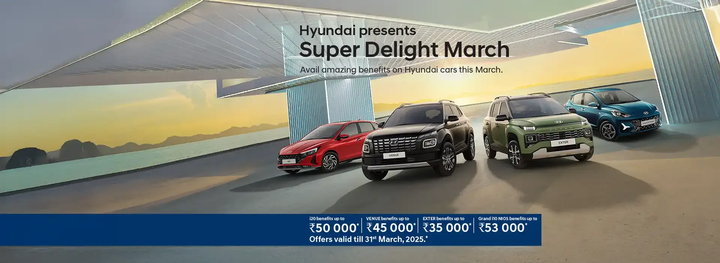 Hyundai presents
Super Delight March
Avail amazing benefits on Hyundai cars this March.
i20 benefits up to
₹50 000*
VENUE benefits up to
₹45 000*
EXTER benefits up to
₹35 000*
Grand i10 NIOS benefits up to
₹53 000*
Offers valid till 31st March, 2025.*